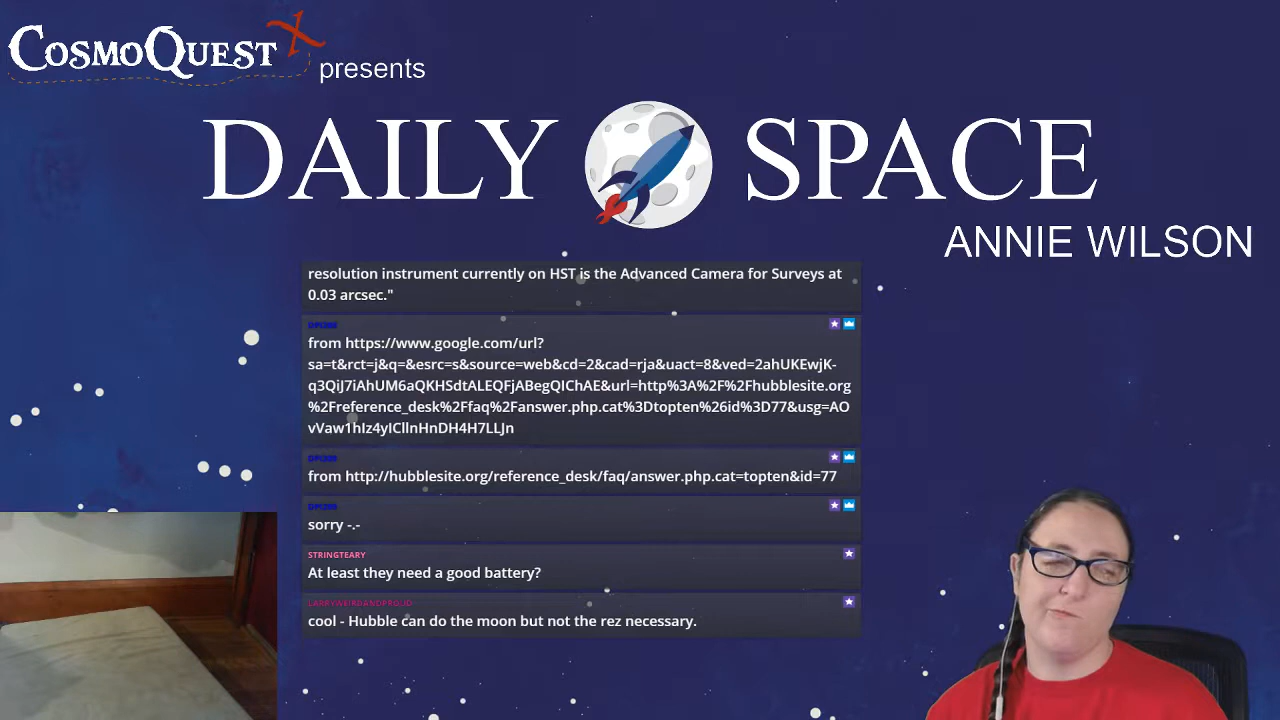 CosmoQuest X
presents
DAILY SPACE
ANNIE WILSON
resolution instrument currently on HST is the Advanced Camera for Surveys at
0.03 arcsec."
from https://www.google.com/url?
sa=t&rct=j&q=&esrc=s&source=web&cd=2&cad=rja&uact=8&ved=2ahUKEwjK-
q3QiJ7iAhUM6aQKHSdtALEQFjABegQIChAE&url=http%3A%2F%2Fhubblesite.org
%2Freference_desk%2Ffaq%2Fanswer.php.cat%3Dtopten%26id%3D77&usg=AO
vVaw1hIz4yICllnHnDH4H7LLJn
from http://hubblesite.org/reference_desk/faq/answer.php.cat=topten&id=77
sorry -.-
STRINGTEARY
At least they need a good battery?
LARRYWEIRDANDPROUD
cool - Hubble can do the moon but not the rez necessary.